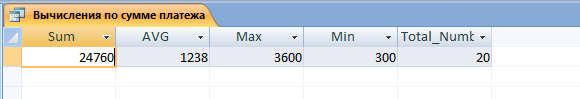 Вычисления по сумме платежа
Sum AVG Max Min Total_Numb
24760 1238 3600 300 20